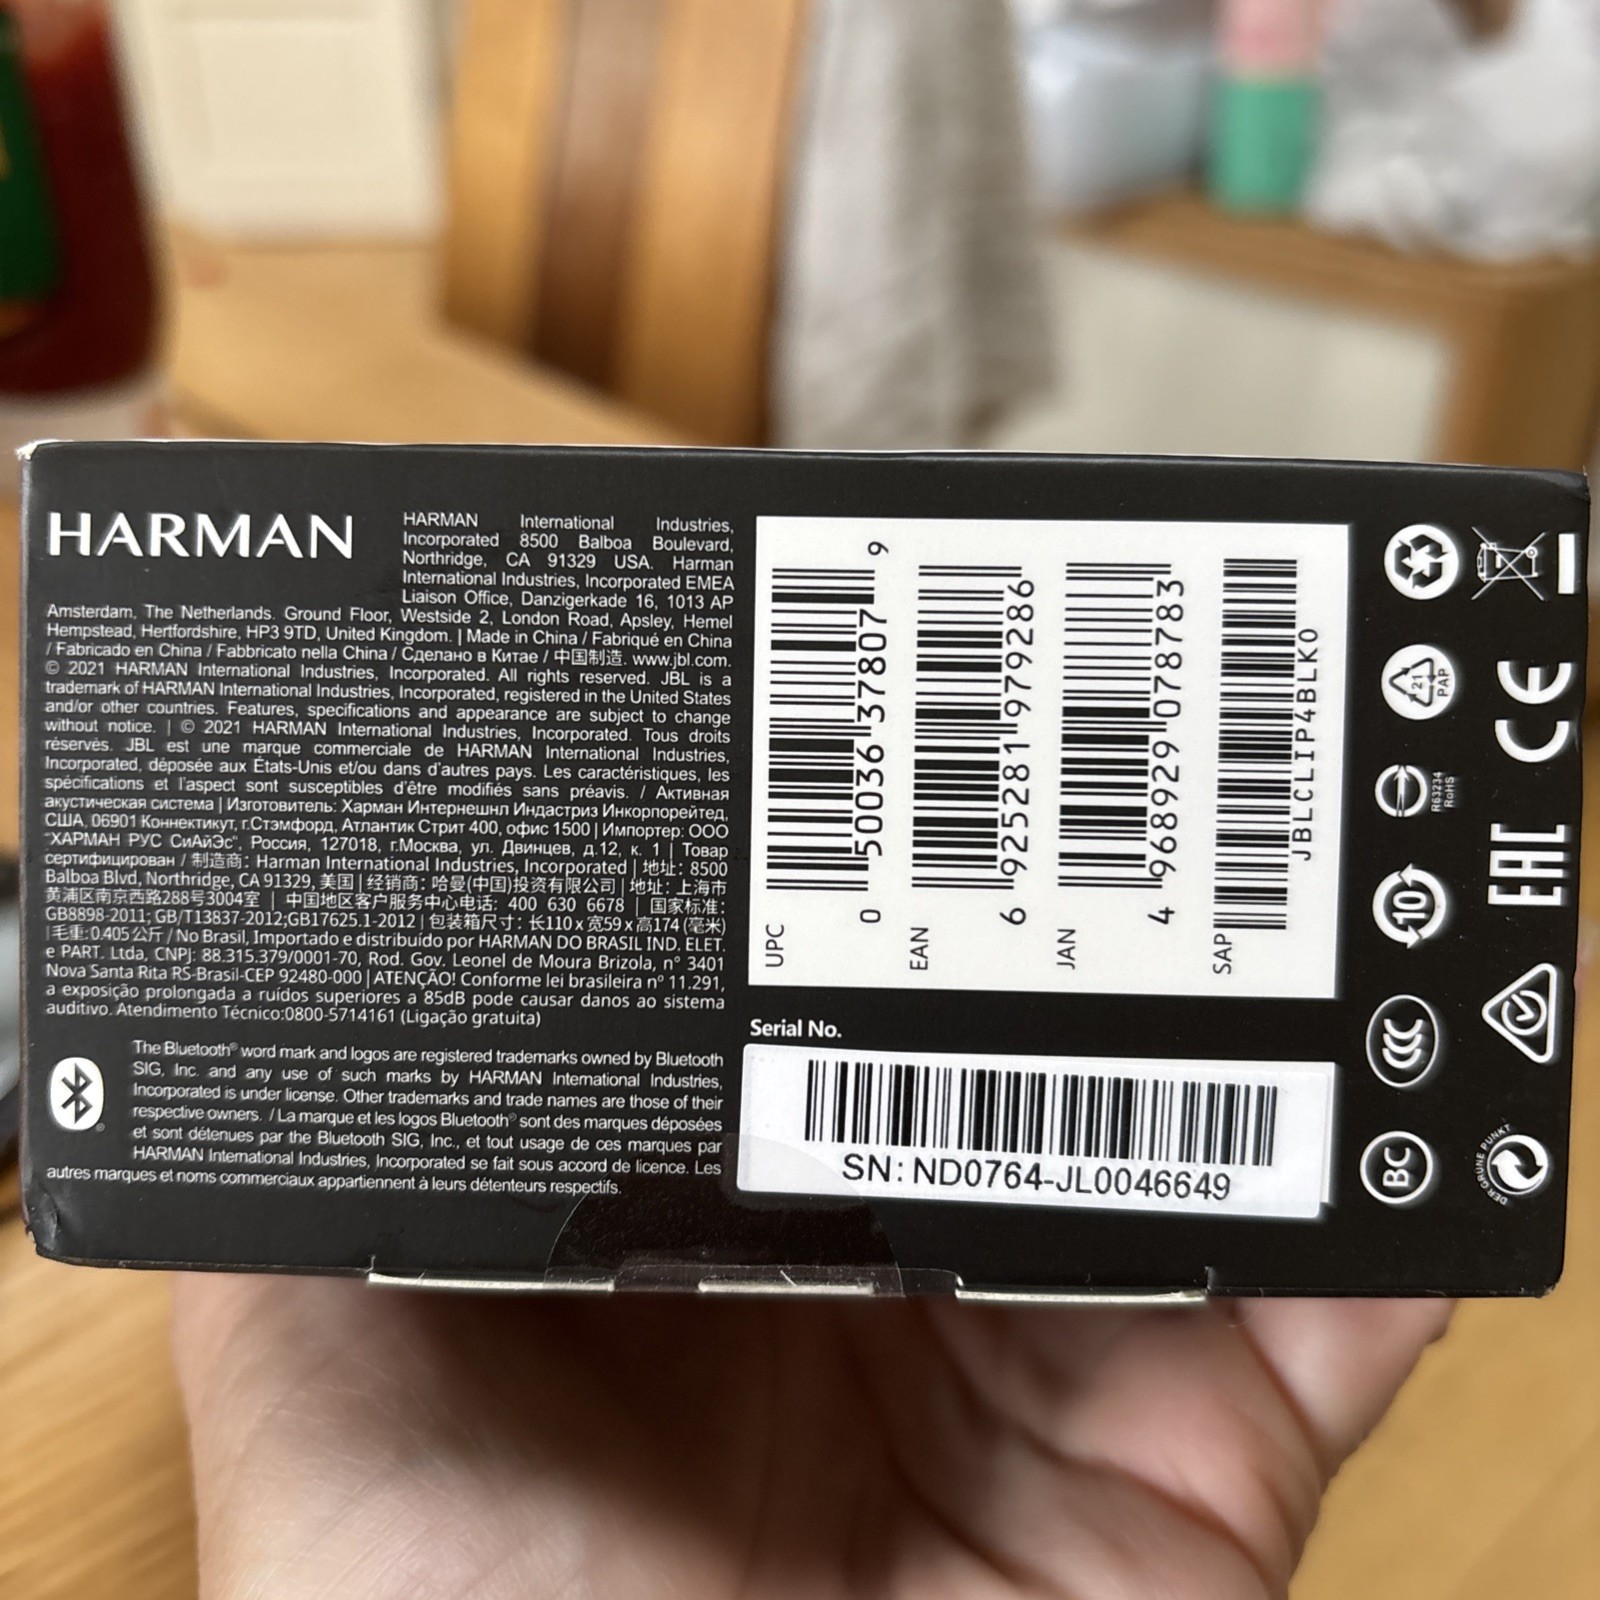 HARMAN
HARMAN International Industries,
Incorporated 8500 Balboa Boulevard,
Northridge, CA 91329 USA. Harman
International Industries, Incorporated EMEA
Liaison Office, Danzigerkade 16, 1013 AP
Amsterdam, The Netherlands. Ground Floor, Westside 2, London Road, Apsley, Hemel
Hempstead, Hertfordshire, HP3 9TD, United Kingdom. | Made in China / Fabriqué en China
/ Fabricado en China / Fabbricato nella China / Сделано в Китае / 中国制造. www.jbl.com.
© 2021 HARMAN International Industries, Incorporated. All rights reserved. JBL is a
trademark of HARMAN International Industries, Incorporated, registered in the United States
and/or other countries. Features, specifications and appearance are subject to change
without notice. | © 2021 HARMAN International Industries, Incorporated. Tous droits
réservés. JBL est une marque commerciale de HARMAN International Industries,
Incorporated, déposée aux États-Unis et/ou dans d'autres pays. Les caractéristiques, les
spécifications et l'aspect sont susceptibles d'être modifiés sans préavis. / Активная
акустическая система | Изготовитель: Харман Интернешнл Индастриз Инкорпорейтед,
США, 06901 Коннектикут, г.Стэмфорд, Атлантик Стрит 400, офис 1500 | Импортер: ООО
"ХАРМАН РУС СиАйЭс", Россия, 127018, г.Москва, ул. Двинцев, д.12, к. 1 | Товар
сертифицирован / 制造商: Harman International Industries, Incorporated | 地址: 8500
Balboa Blvd, Northridge, CA 91329, 美国 | 经销商: 哈曼(中国)投资有限公司 | 地址: 上海市
黄浦区南京西路288号3004室 | 中国地区客户服务中心电话: 400 630 6678 | 国家标准:
GB8898-2011; GB/T13837-2012;GB17625.1-2012 | 包装箱尺寸: 长110 x 宽59 x 高174 (毫米)
| 毛重:0.405公斤 / No Brasil, Importado e distribuído por HARMAN DO BRASIL IND. ELET.
e PART. Ltda, CNPJ: 88.315.379/0001-70, Rod. Gov. Leonel de Moura Brizola, n° 3401
Nova Santa Rita RS-Brasil-CEP 92480-000 | ATENÇÃO! Conforme lei brasileira nº 11.291,
a exposição prolongada a ruídos superiores a 85dB pode causar danos ao sistema
auditivo. Atendimento Técnico:0800-5714161 (Ligação gratuita)
The Bluetooth® word mark and logos are registered trademarks owned by Bluetooth
SIG, Inc. and any use of such marks by HARMAN International Industries,
Incorporated is under license. Other trademarks and trade names are those of their
respective owners. / La marque et les logos Bluetooth® sont des marques déposées
et sont détenues par the Bluetooth SIG, Inc., et tout usage de ces marques par
HARMAN International Industries, Incorporated se fait sous accord de licence. Les
autres marques et noms commerciaux appartiennent à leurs détenteurs respectifs.
UPC
0 50036 37807 9
EAN
6 925281 979286
JAN
4 968929 078783
SAP
JBLCLIP4BLK0
Serial No.
SN: ND0764-JL0046649
21
PAP
R63234
RoHS
10
CCC
BC
CE
EAC
DER GRÜNE PUNKT